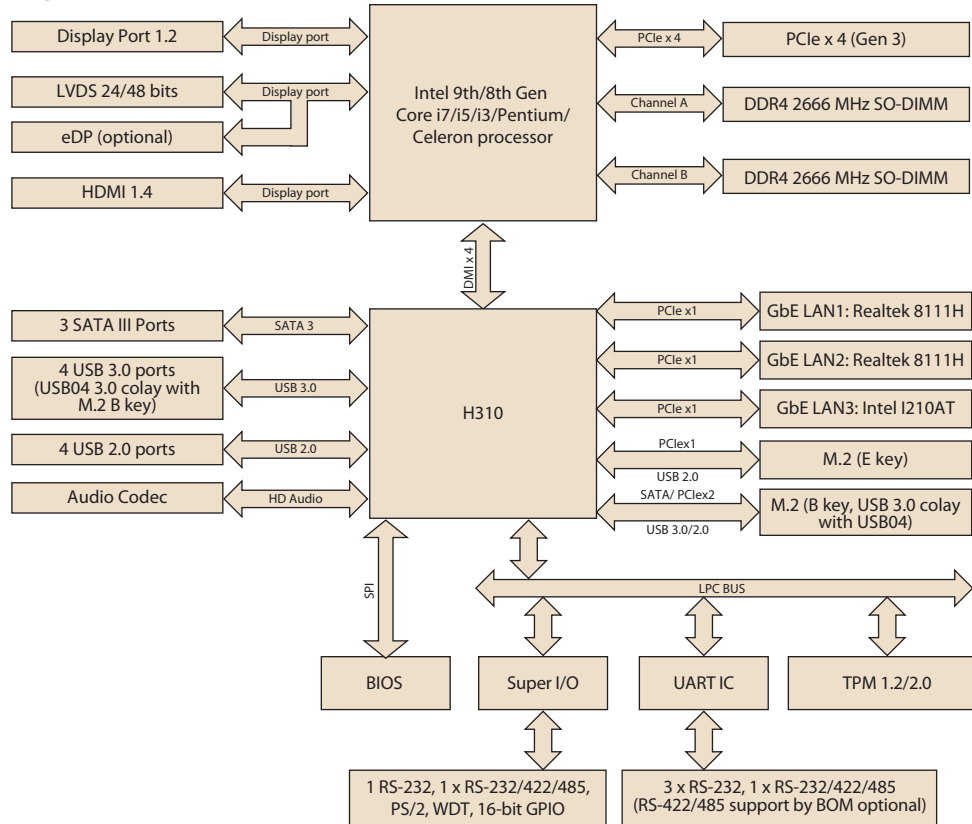 Display Port 1.2
Display port
PCIe x 4
PCIe x 4 (Gen 3)
LVDS 24/48 bits
Display port
Intel 9th/8th Gen
Core i7/i5/i3/Pentium/
Celeron processor
Channel A
DDR4 2666 MHz SO-DIMM
eDP (optional)
HDMI 1.4
Display port
Channel B
DDR4 2666 MHz SO-DIMM
DMI x 4
3 SATA III Ports
SATA 3
PCIe x1
GbE LAN1: Realtek 8111H
4 USB 3.0 ports
(USB04 3.0 colay with
M.2 B key)
USB 3.0
H310
PCIe x1
GbE LAN2: Realtek 8111H
PCIe x1
GbE LAN3: Intel I210AT
4 USB 2.0 ports
USB 2.0
PCIex1
USB 2.0
M.2 (E key)
Audio Codec
HD Audio
SATA/ PCIex2
USB 3.0/2.0
M.2 (B key, USB 3.0 colay
with USB04)
SPI
LPC BUS
BIOS
Super I/O
UART IC
TPM 1.2/2.0
1 RS-232, 1 x RS-232/422/485,
PS/2, WDT, 16-bit GPIO
3 x RS-232, 1 x RS-232/422/485
(RS-422/485 support by BOM optional)